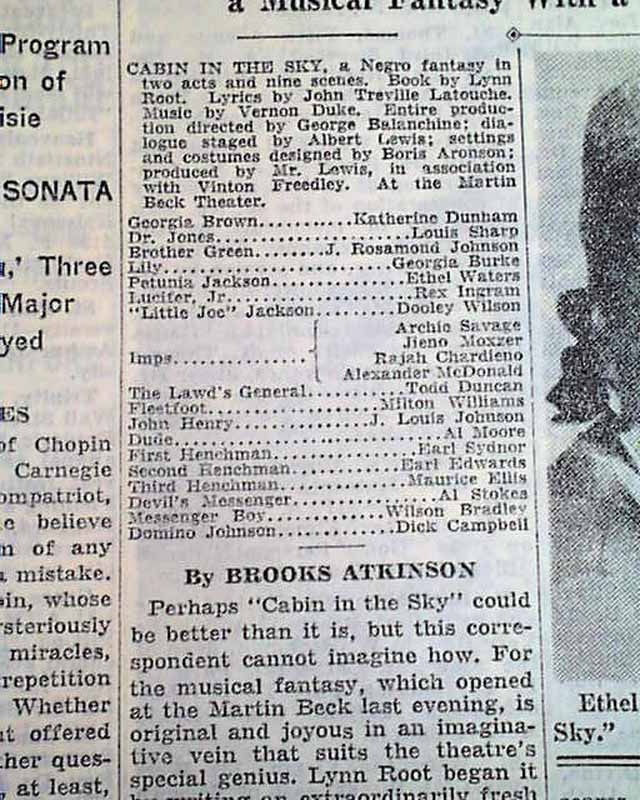 a Musical Fantasy With a
Program
on of
isie
SONATA
,' Three
Major
yed
ES
of Chopin
Carnegie
ompatriot,
e believe
n of any
a mistake.
in, whose
steriously
miracles,
repetition
Whether
t offered
her ques-
at least,
CABIN IN THE SKY, a Negro fantasy in
two acts and nine scenes. Book by Lynn
Root. Lyrics by John Treville Latouche.
Music by Vernon Duke. Entire produc-
tion directed by George Balanchine; dia-
logue staged by Albert Lewis; settings
and costumes designed by Boris Aronson;
produced by Mr. Lewis, in association
with Vinton Freedley. At the Martin
Beck Theater.
Georgia Brown..........Katherine Dunham
Dr. Jones....................Louis Sharp
Brother Green.......J. Rosamond Johnson
Lily......................Georgia Burke
Petunia Jackson.............Ethel Waters
Lucifer, Jr..................Rex Ingram
"Little Joe" Jackson........Dooley Wilson
Archie Savage
Jieno Moxzer
Imps..............Rajah Chardieno
Alexander McDonald
The Lawd's General.........Todd Duncan
Fleetfoot.................Milton Williams
John Henry.............J. Louis Johnson
Dude.........................Al Moore
First Henchman.............Earl Sydnor
Second Henchman...........Earl Edwards
Third Henchman............Maurice Ellis
Devil's Messenger............Al Stokes
Messenger Boy...........Wilson Bradley
Domino Johnson...........Dick Campbell
By BROOKS ATKINSON
Perhaps "Cabin in the Sky" could
be better than it is, but this corre-
spondent cannot imagine how. For
the musical fantasy, which opened
at the Martin Beck last evening, is
original and joyous in an imagina-
tive vein that suits the theatre's
special genius. Lynn Root began it
by writing an extraordinarily fresh
Ethel
Sky."